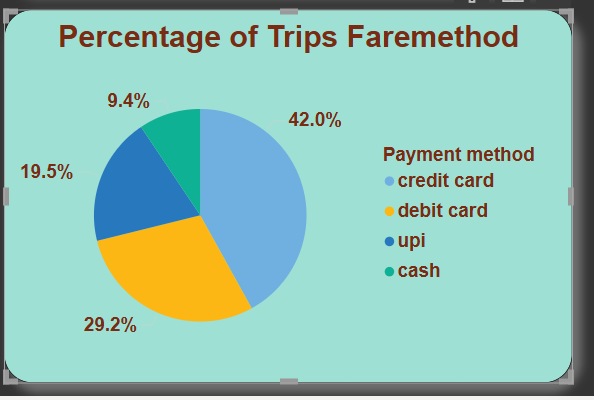 Percentage of Trips Faremethod
9.4%
42.0%
19.5%
29.2%
Payment method
credit card
debit card
upi
cash